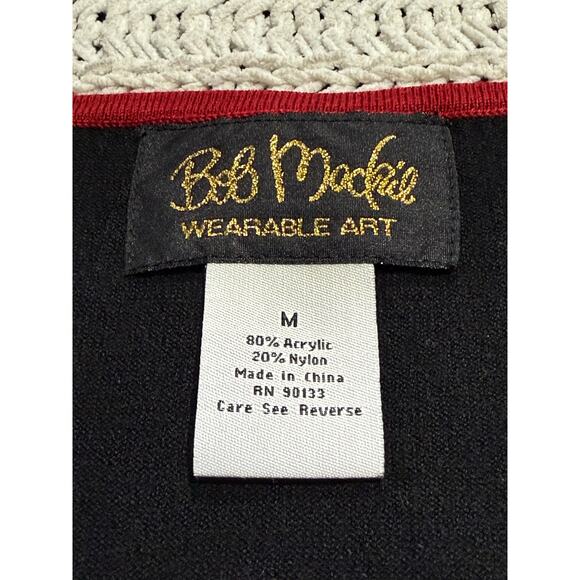 Bob Mackie
WEARABLE ART
M
80% Acrylic
20% Nylon
Made in China
RN 90133
Care See Reverse